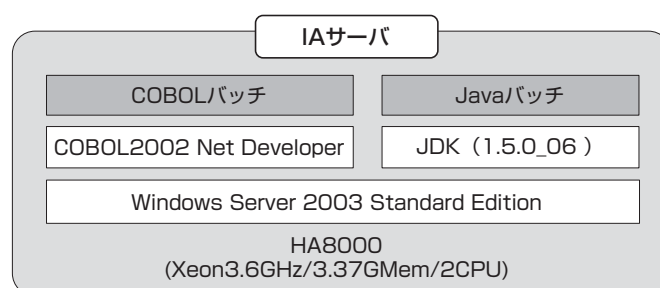 IAサーバ
COBOLバッチ
Javaバッチ
COBOL2002 Net Developer
JDK（1.5.0_06 ）
Windows Server 2003 Standard Edition
HA8000
(Xeon3.6GHz/3.37GMem/2CPU)